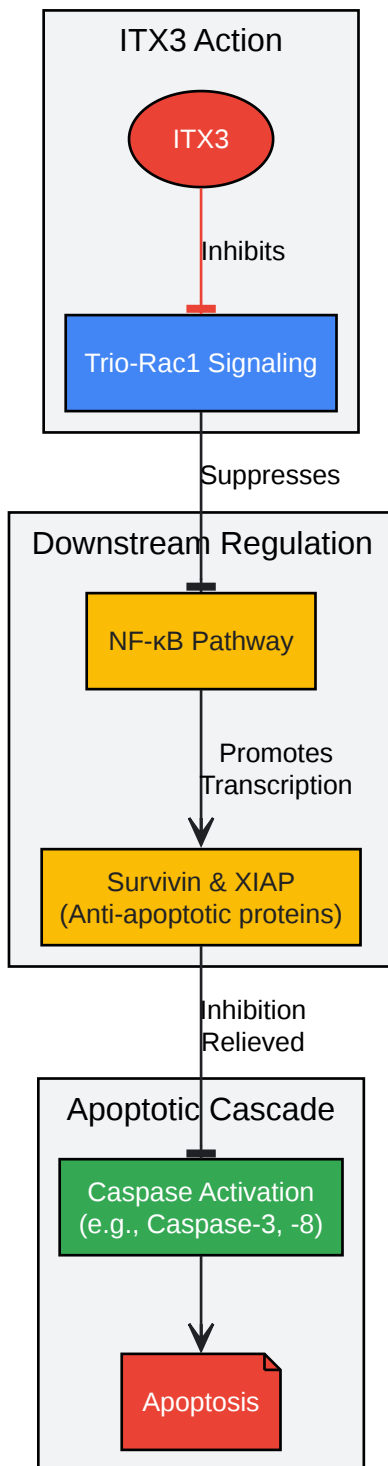 ITX3 Action
ITX3
Inhibits
Trio-Rac1 Signaling
Suppresses
Downstream Regulation
NF-κB Pathway
Promotes
Transcription
Survivin & XIAP
(Anti-apoptotic proteins)
Inhibition
Relieved
Apoptotic Cascade
Caspase Activation
(e.g., Caspase-3, -8)
Apoptosis